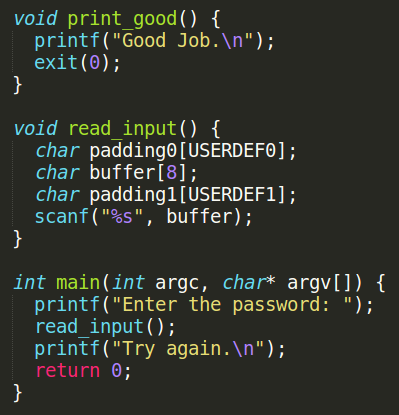 void print_good() {
  printf("Good Job.\n");
  exit(0);
}

void read_input() {
  char padding0[USERDEF0];
  char buffer[8];
  char padding1[USERDEF1];
  scanf("%s", buffer);
}

int main(int argc, char* argv[]) {
  printf("Enter the password: ");
  read_input();
  printf("Try again.\n");
  return 0;
}